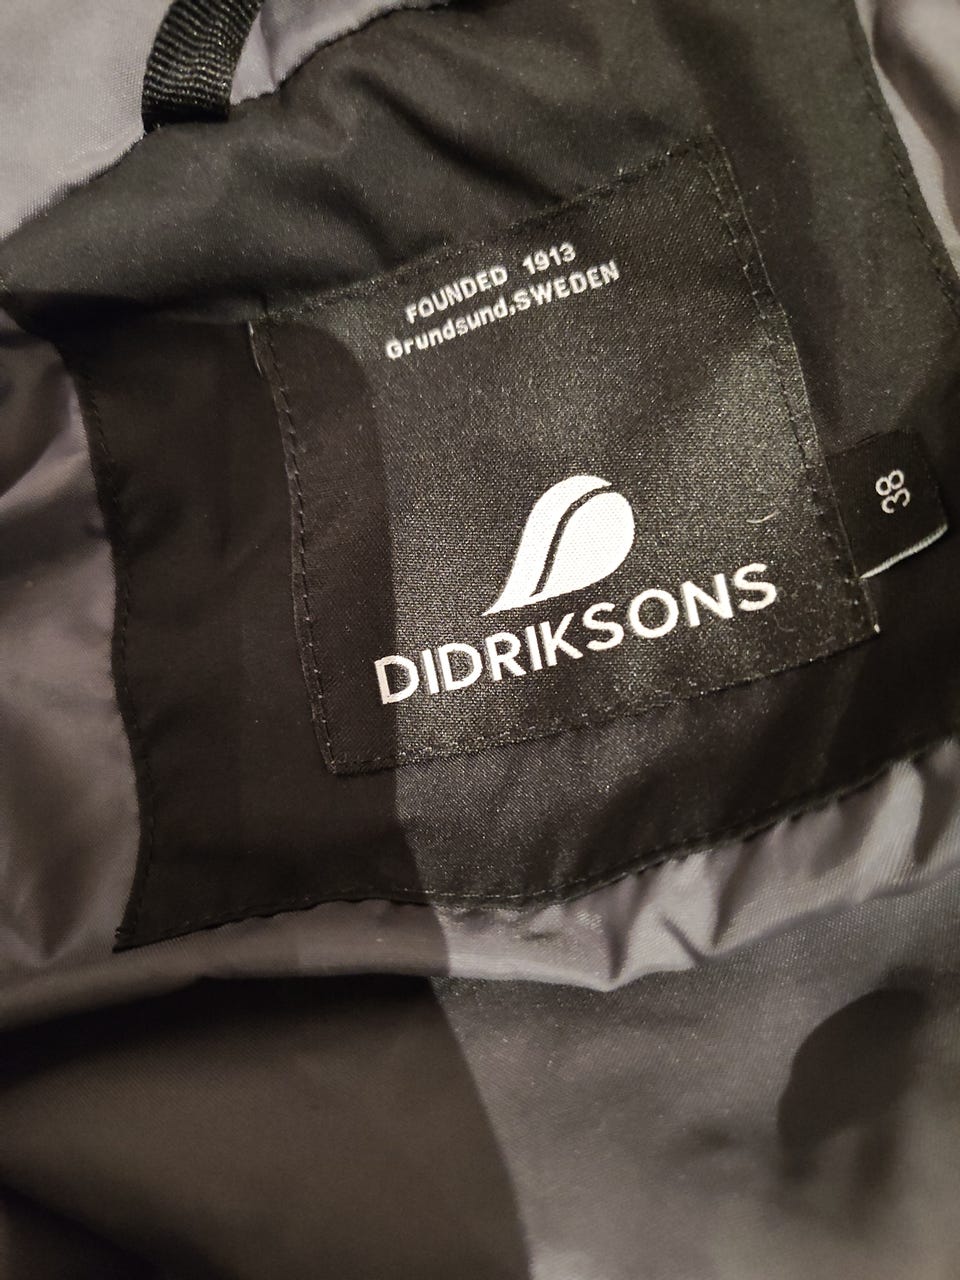 FOUNDED 1913
Grundsund,SWEDEN
DIDRIKSONS
38